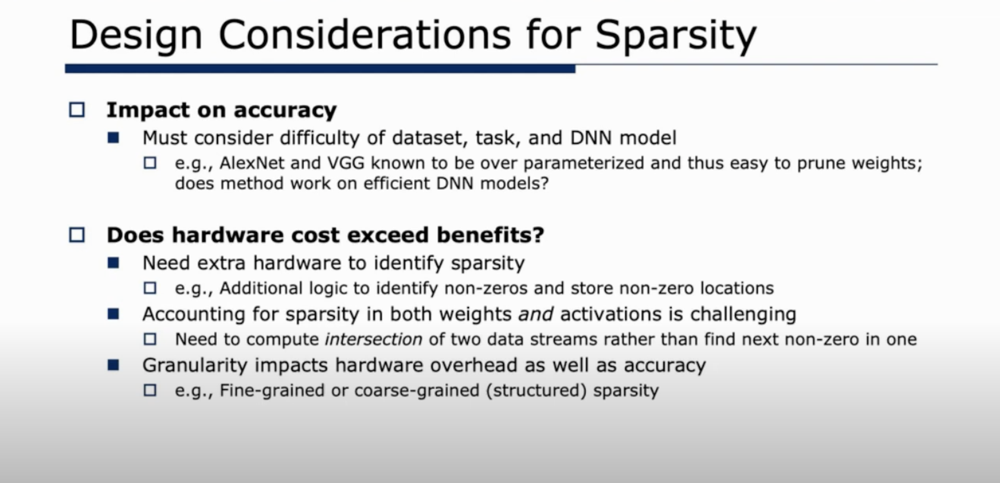 Design Considerations for Sparsity
Impact on accuracy
Must consider difficulty of dataset, task, and DNN model
e.g., AlexNet and VGG known to be over parameterized and thus easy to prune weights;
does method work on efficient DNN models?
Does hardware cost exceed benefits?
Need extra hardware to identify sparsity
e.g., Additional logic to identify non-zeros and store non-zero locations
Accounting for sparsity in both weights and activations is challenging
Need to compute intersection of two data streams rather than find next non-zero in one
Granularity impacts hardware overhead as well as accuracy
e.g., Fine-grained or coarse-grained (structured) sparsity